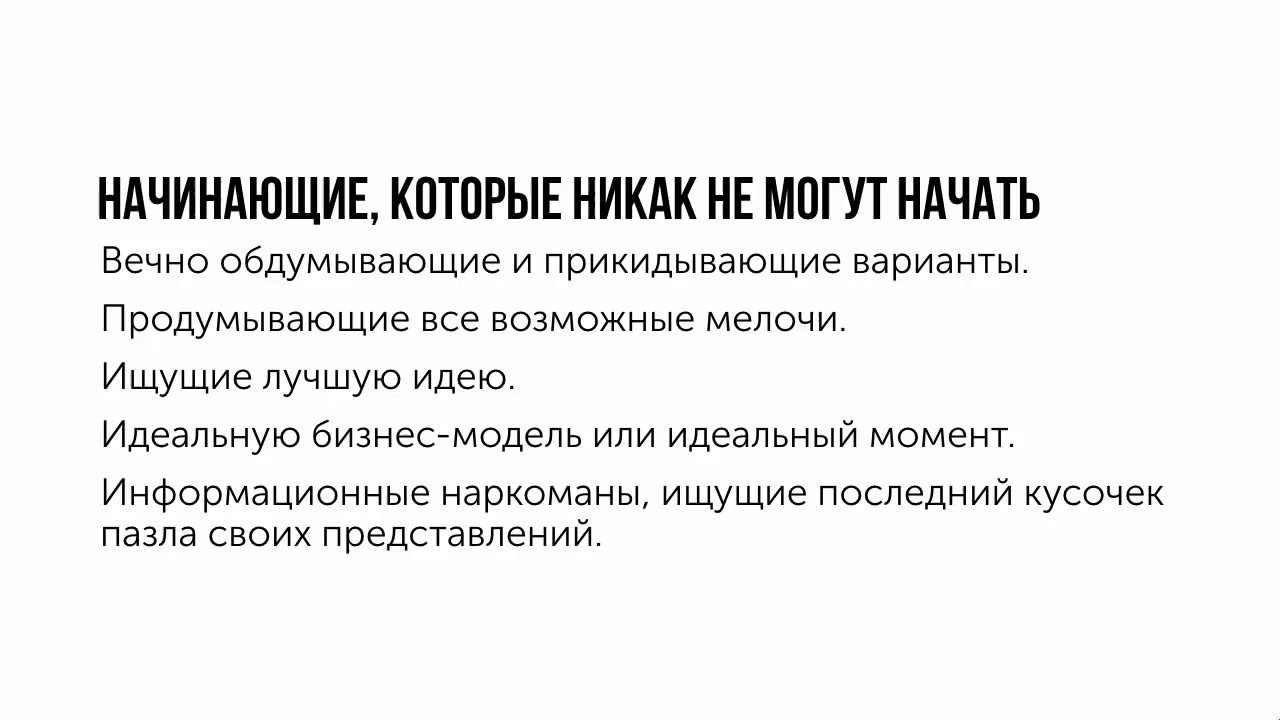 НАЧИНАЮЩИЕ, КОТОРЫЕ НИКАК НЕ МОГУТ НАЧАТЬ
Вечно обдумывающие и прикидывающие варианты.
Продумывающие все возможные мелочи.
Ищущие лучшую идею.
Идеальную бизнес-модель или идеальный момент.
Информационные наркоманы, ищущие последний кусочек
пазла своих представлений.